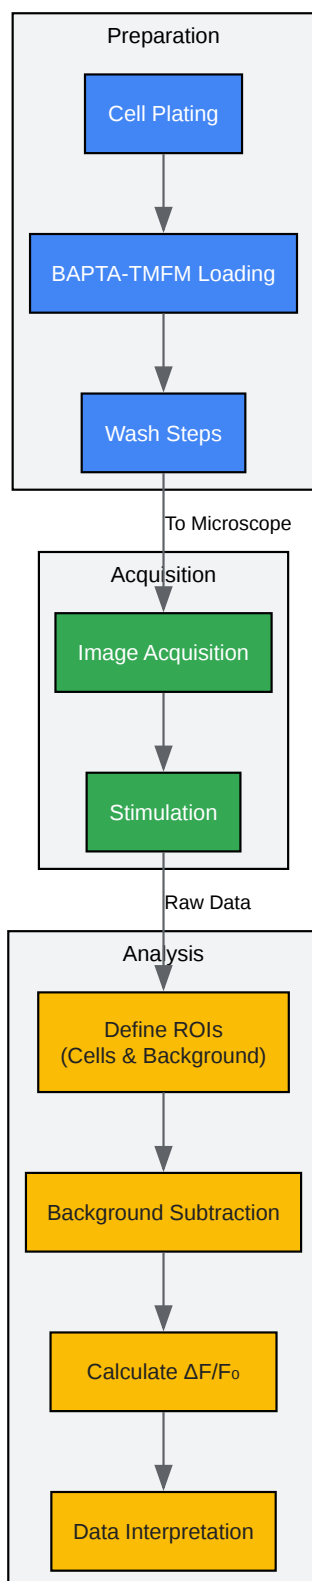 Preparation
Cell Plating
BAPTA-TMFM Loading
Wash Steps
To Microscope
Acquisition
Image Acquisition
Stimulation
Raw Data
Analysis
Define ROIs
(Cells & Background)
Background Subtraction
Calculate ΔF/F₀
Data Interpretation